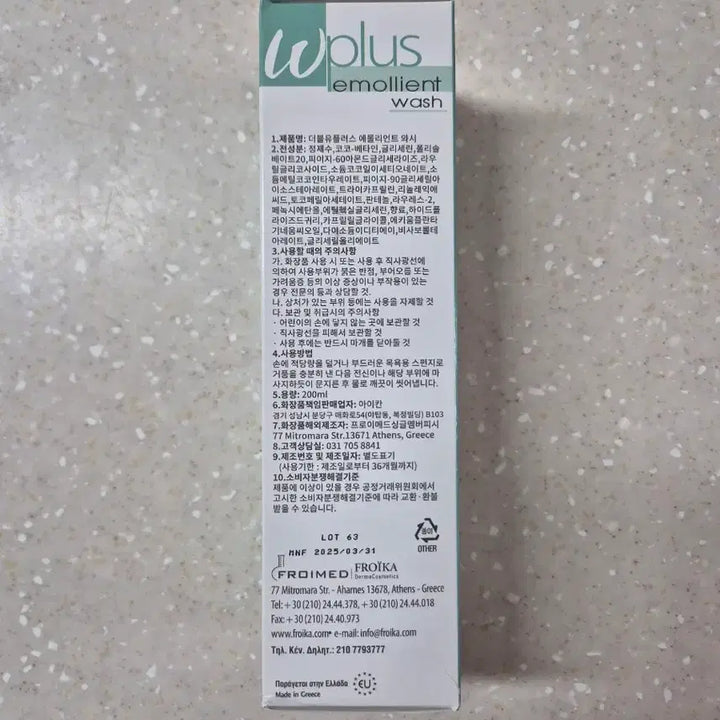 wplus
emollient
wash
1.제품명: 더블유플러스 에몰리언트 와시
2.전성분: 정제수,코코-베타인,글리세린,폴리솔
베이트20,피이지-60아몬드글리세라이즈,라우
릴글리코사이드,소듐코코일이세티오네이트,소
듐메틸코코인타우레이트,피이지-90글리세릴아
이소스테아레이트,트라이카프릴린,리놀레익애
씨드,토코페릴아세테이트,판테놀,라우레스-2,
페녹시에탄올,에틸헥실글리세린,향료,하이드롤
라이즈드귀리,카프릴릴글라이콜,에키움플란타
기네움씨오일,다이소듐이디티에이,비사보롤
아레이트,글리세릴올리에이트
3.사용할 때의 주의사항
가. 화장품 사용 시 또는 사용 후 직사광선에
의하여 사용부위가 붉은 반점, 부어오름 또는
가려움증 등의 이상 증상이나 부작용이 있는
경우 전문의 등과 상담할 것.
나. 상처가 있는 부위 등에는 사용을 자제할 것
다. 보관 및 취급시의 주의사항
· 어린이의 손에 닿지 않는 곳에 보관할 것
· 직사광선을 피해서 보관할 것
· 사용 후에는 반드시 마개를 닫아둘 것
4.사용방법
손에 적당량을 덜거나 부드러운 목욕용 스펀지로
거품을 충분히 낸 다음 전신이나 해당 부위에 마
사지하듯이 문지른 후 물로 깨끗이 씻어냅니다.
5.용량: 200ml
6.화장품책임판매업자: 아이칸
경기 성남시 분당구 매화로54(야탑동, 복정빌딩) B103
7.화장품해외제조자: 프로이메드싱글멤버피시
77 Mitromara Str.13671 Athens, Greece
8.고객상담실: 031 705 8841
9.제조번호 및 제조일자: 별도표기
(사용기한 : 제조일로부터 36개월까지)
10.소비자분쟁해결기준
제품에 이상이 있을 경우 공정거래위원회에서
고시한 소비자분쟁해결기준에 따라 교환·환불
받을 수 있습니다.
LOT 63
MNF 2025/03/31
종이
OTHER
FROIMED FROÏKA
DermaCosmetics
77 Mitromara Str. - Aharnes 13678, Athens - Greece
Tel: +30 (210) 24.44.378, +30 (210) 24.44.018
Fax: +30 (210) 24.40.973
www.froika.com• e-mail: info@froika.com
Τηλ. Κέν. Δηλητ.: 210 7793777
Παράγεται στην Ελλάδα
Made in Greece
EU